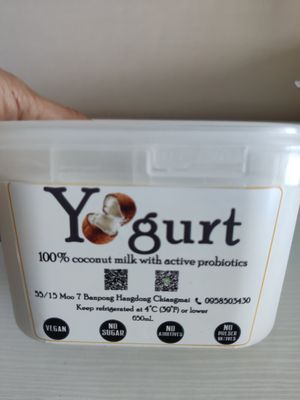 Yogurt
100% coconut milk with active probiotics
55/15 Moo 7 Banpong Hangdong Chiangmai 0958503430
Keep refrigerated at 4°C (39°F) or lower
650mL
VEGAN
NO SUGAR
NO ADDITIVES
NO PRESERVATIVES